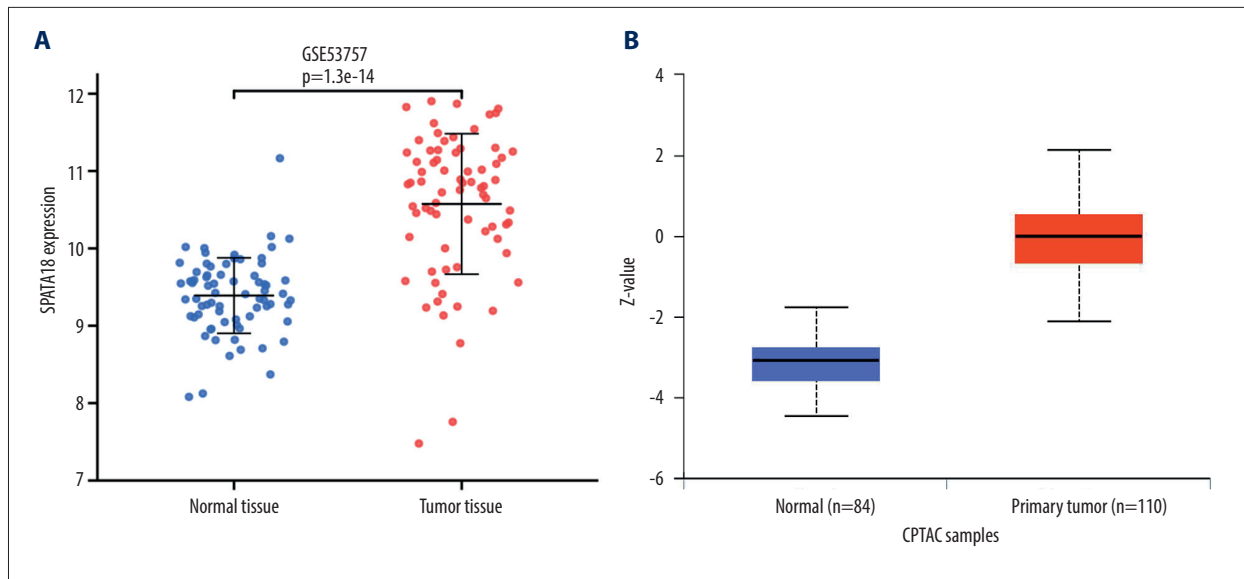 A
GSE53757
p=1.3e-14
SPATA18 expression
12
11
10
9
8
7
Normal tissue
Tumor tissue
B
Z-value
4
2
0
-2
-4
-6
Normal (n=84)
Primary tumor (n=110)
CPTAC samples